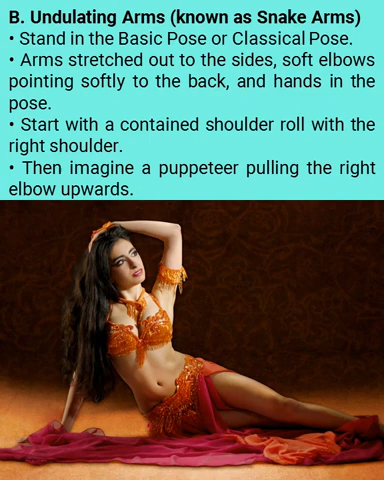 B. Undulating Arms (known as Snake Arms)
• Stand in the Basic Pose or Classical Pose.
• Arms stretched out to the sides, soft elbows
pointing softly to the back, and hands in the
pose.
• Start with a contained shoulder roll with the
right shoulder.
• Then imagine a puppeteer pulling the right
elbow upwards.